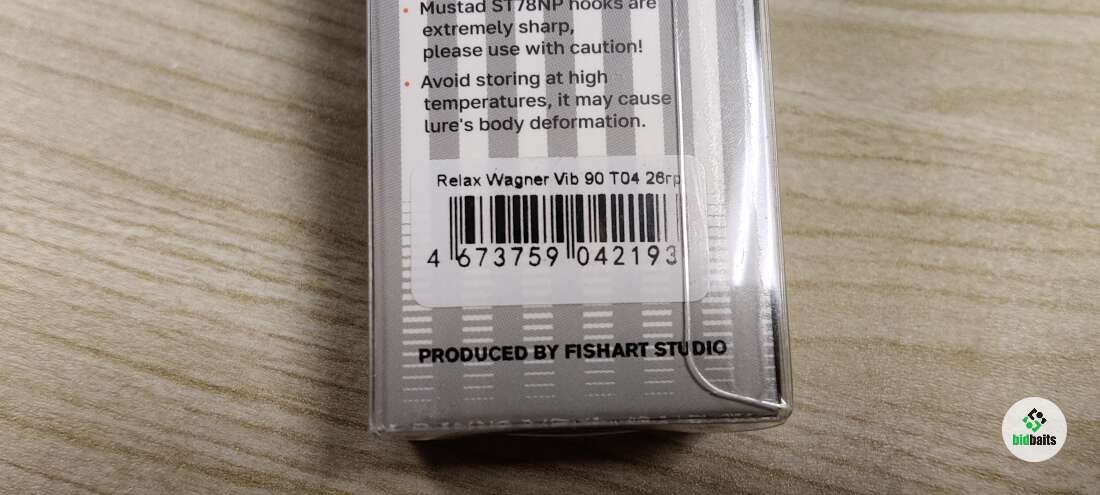 • Mustad ST78NP hooks are
extremely sharp,
please use with caution!
• Avoid storing at high
temperatures, it may cause
lure's body deformation.
Relax Wagner Vib 90 T04 26гр
4 673759 042193
PRODUCED BY FISHART STUDIO
bidbaits